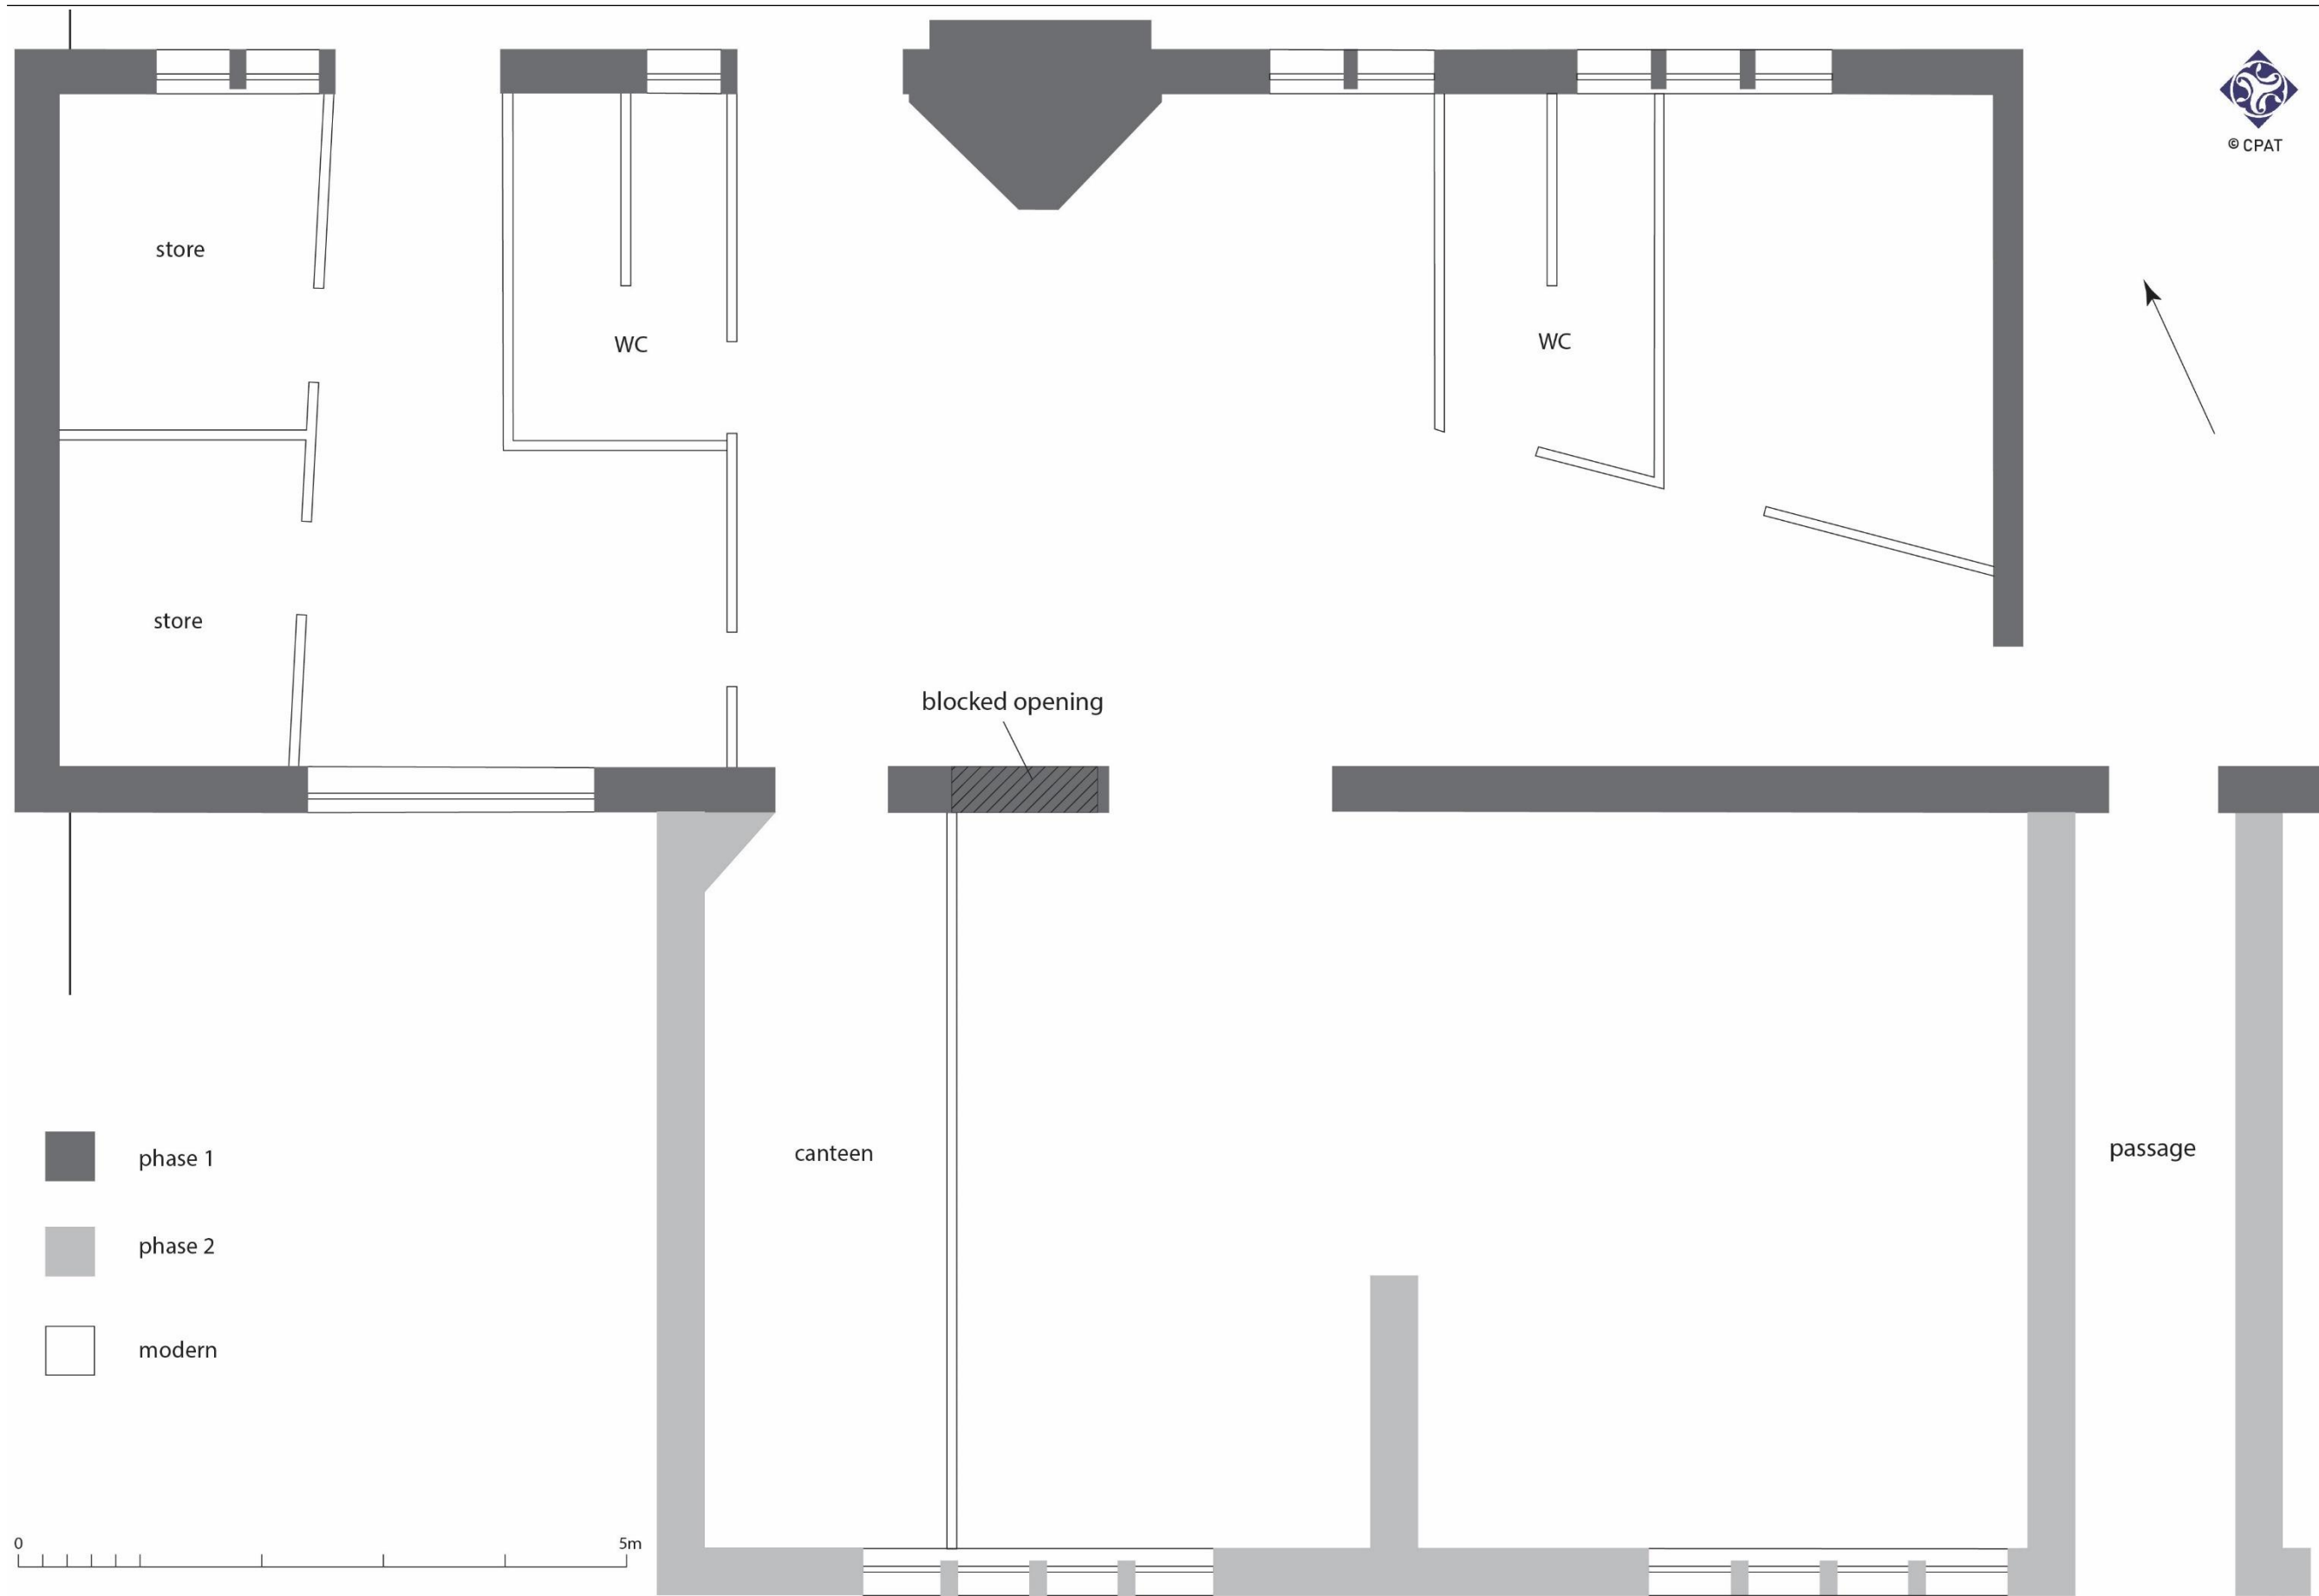 © CPAT
store
WC
WC
store
blocked opening
canteen
passage
phase 1
phase 2
modern
0
5m